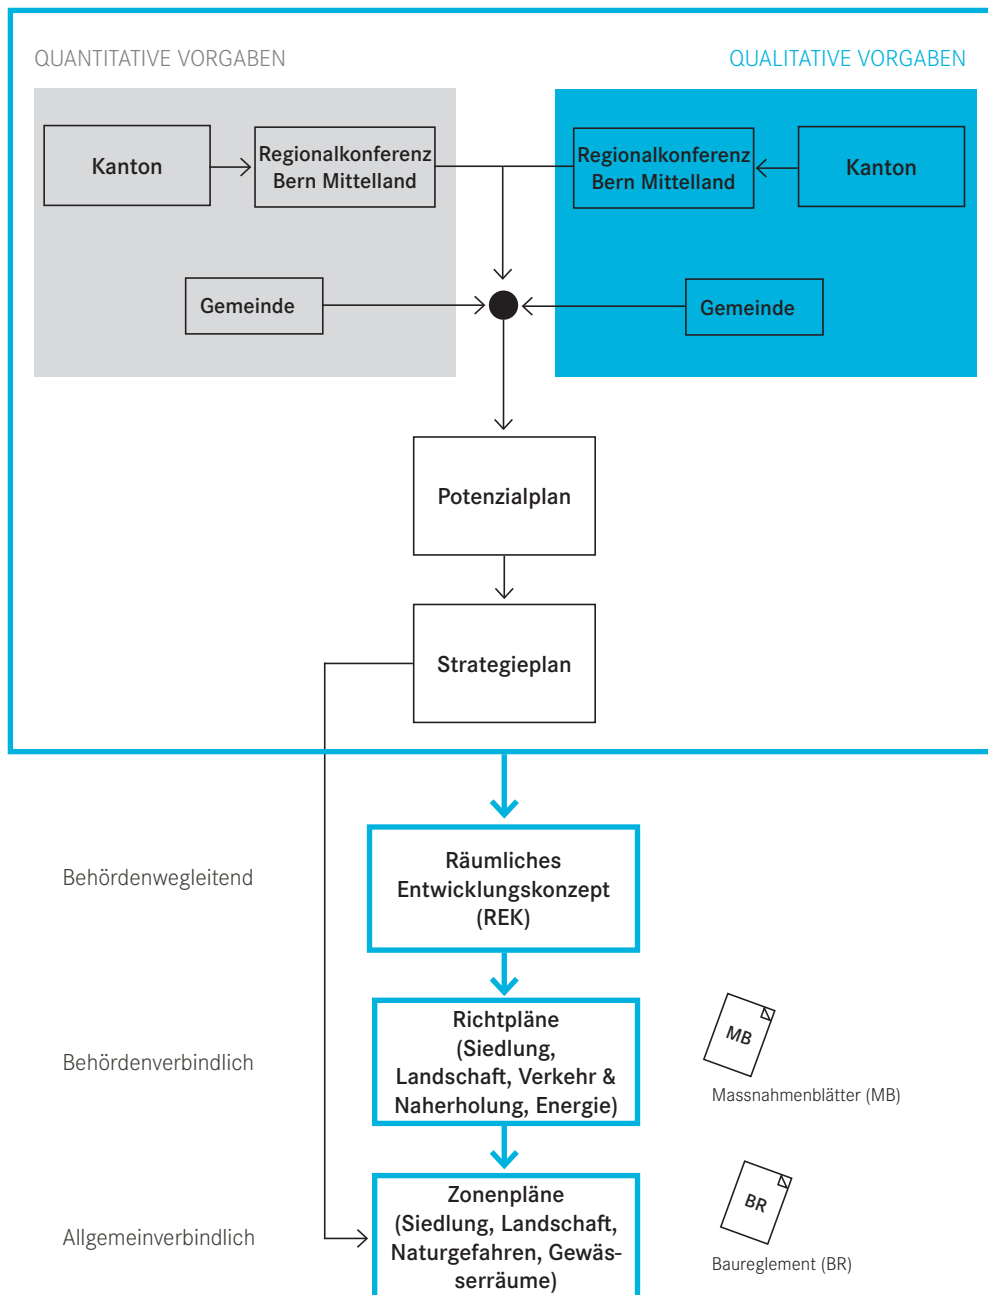 QUANTITATIVE VORGABEN
QUALITATIVE VORGABEN
Kanton
Regionalkonferenz
Bern Mittelland
Regionalkonferenz
Bern Mittelland
Kanton
Gemeinde
Gemeinde
Potenzialplan
Strategieplan
Behördenwegleitend
Räumliches
Entwicklungskonzept
(REK)
Behördenverbindlich
Richtpläne
(Siedlung,
Landschaft, Verkehr &
Naherholung, Energie)
MB
Massnahmenblätter (MB)
Allgemeinverbindlich
Zonenpläne
(Siedlung, Landschaft,
Naturgefahren, Gewäs-
serräume)
BR
Baureglement (BR)